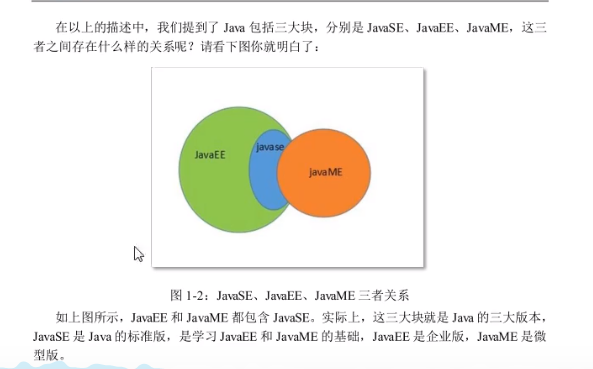 在以上的描述中，我们提到了 Java 包括三大块，分别是 JavaSE、JavaEE、JavaME，这三
者之间存在什么样的关系呢？请看下图你就明白了：
JavaEE
javase
javaME
图 1-2：JavaSE、JavaEE、JavaME 三者关系
如上图所示，JavaEE 和 JavaME 都包含 JavaSE。实际上，这三大块就是 Java 的三大版本，
JavaSE 是 Java 的标准版，是学习 JavaEE 和 JavaME 的基础，JavaEE 是企业版，JavaME 是微
型版。